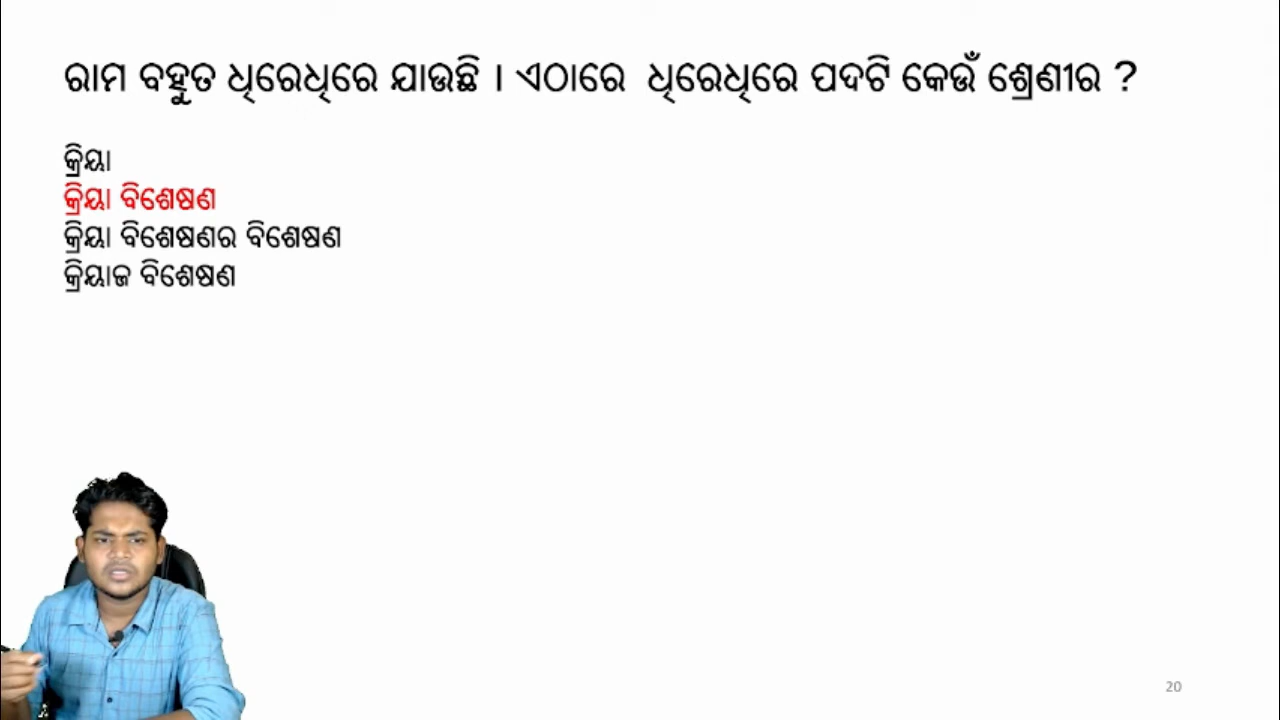 ରାମ ବହୁତ ଧିରେଧିରେ ଯାଉଛି । ଏଠାରେ ଧିରେଧିରେ ପଦଟି କେଉଁ ଶ୍ରେଣୀର ?
କ୍ରିୟା
କ୍ରିୟା ବିଶେଷଣ
କ୍ରିୟା ବିଶେଷଣର ବିଶେଷଣ
କ୍ରିୟାଜ ବିଶେଷଣ
20